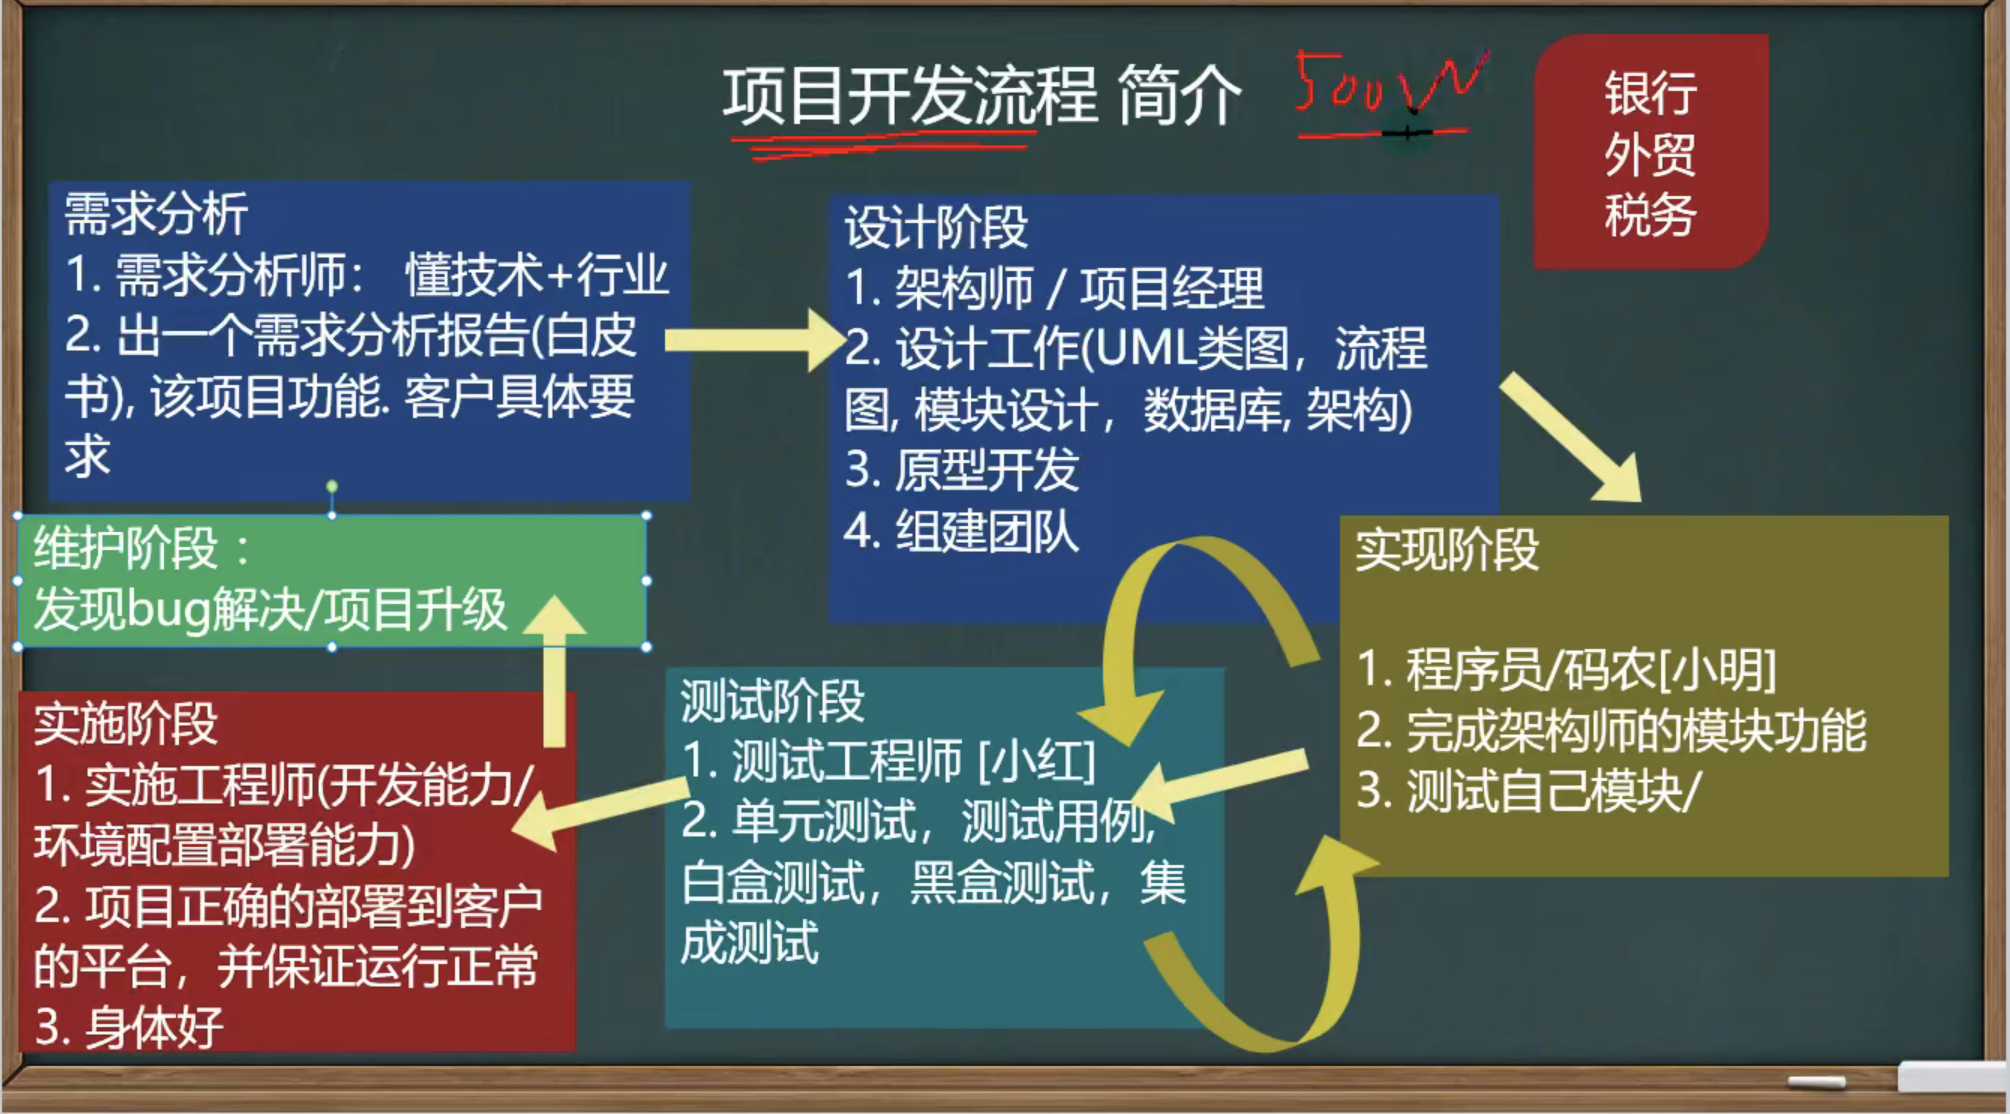 项目开发流程 简介
500W
银行
外贸
税务
需求分析
1. 需求分析师： 懂技术+行业
2. 出一个需求分析报告(白皮
书), 该项目功能. 客户具体要
求
设计阶段
1. 架构师 / 项目经理
2. 设计工作(UML类图，流程
图, 模块设计，数据库, 架构)
3. 原型开发
4. 组建团队
实现阶段
1. 程序员/码农[小明]
2. 完成架构师的模块功能
3. 测试自己模块/
测试阶段
1. 测试工程师 [小红]
2. 单元测试，测试用例,
白盒测试，黑盒测试，集
成测试
实施阶段
1. 实施工程师(开发能力/
环境配置部署能力)
2. 项目正确的部署到客户
的平台，并保证运行正常
3. 身体好
维护阶段：
发现bug解决/项目升级